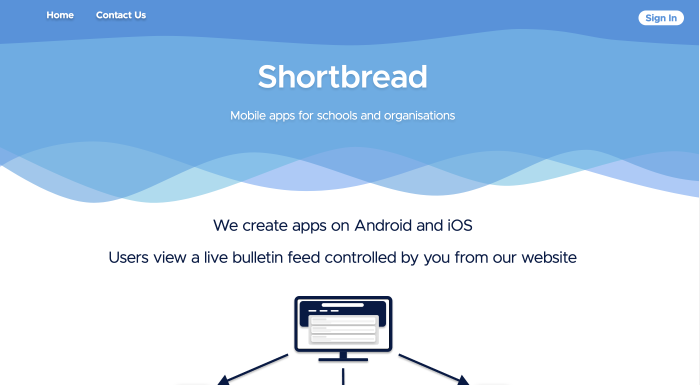 Home Contact Us Sign In
Shortbread
Mobile apps for schools and organisations
We create apps on Android and iOS
Users view a live bulletin feed controlled by you from our website